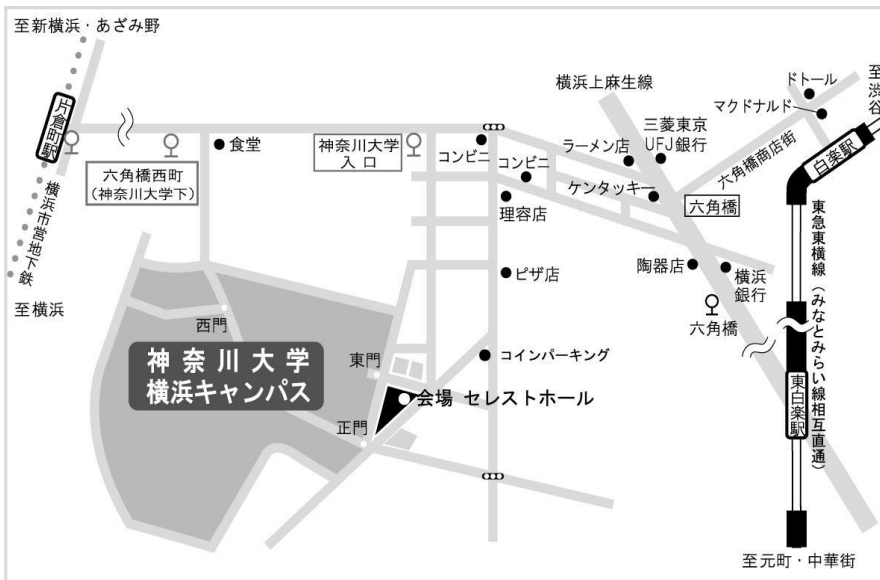 至新横浜・あざみ野
片倉町駅
横浜市営地下鉄
至横浜
六角橋西町
(神奈川大学下)
食堂
神奈川大学
入口
コンビニ
コンビニ
理容店
ピザ店
コインパーキング
横浜上麻生線
ラーメン店
三菱東京
UFJ銀行
ケンタッキー
六角橋
六角橋商店街
ドトール
マクドナルド
至渋谷
白楽駅
陶器店
横浜
銀行
六角橋
東急東横線(みなとみらい線相互直通)
東白楽駅
至元町・中華街
西門
神奈川大学
横浜キャンパス
東門
会場 セレストホール
正門